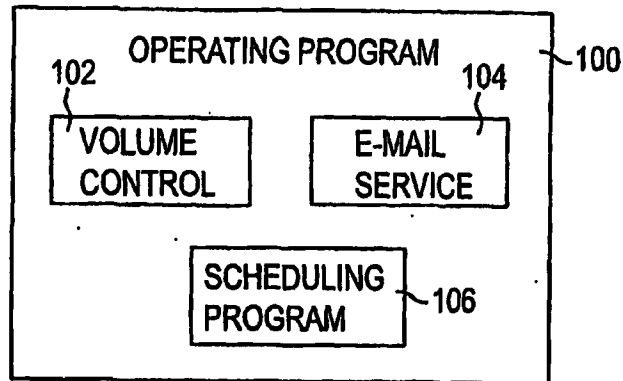 OPERATING PROGRAM
100
102
104
VOLUME
CONTROL
E-MAIL
SERVICE
SCHEDULING
PROGRAM
106